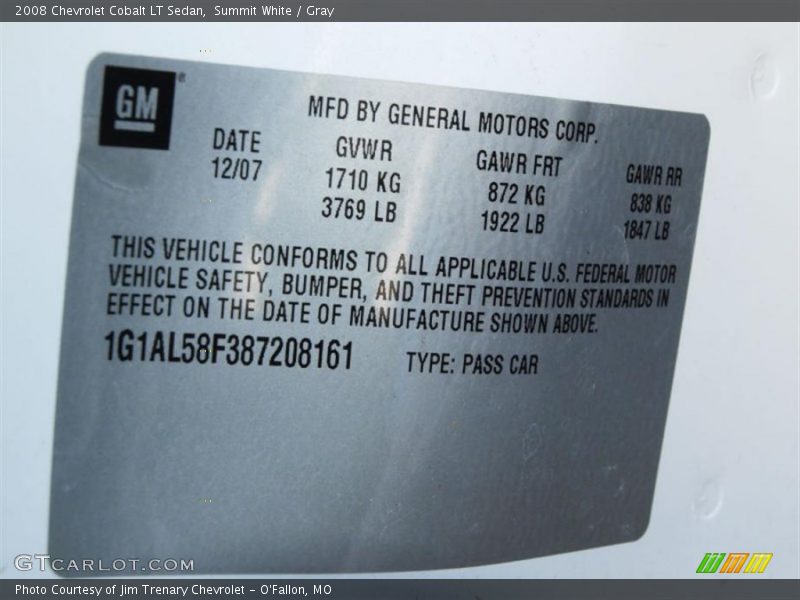 2008 Chevrolet Cobalt LT Sedan, Summit White / Gray
GM®
MFD BY GENERAL MOTORS CORP.
DATE GVWR GAWR FRT GAWR RR
12/07 1710 KG 872 KG 838 KG
3769 LB 1922 LB 1847 LB
THIS VEHICLE CONFORMS TO ALL APPLICABLE U.S. FEDERAL MOTOR
VEHICLE SAFETY, BUMPER, AND THEFT PREVENTION STANDARDS IN
EFFECT ON THE DATE OF MANUFACTURE SHOWN ABOVE.
1G1AL58F387208161 TYPE: PASS CAR
GTCARLOT.COM
Photo Courtesy of Jim Trenary Chevrolet - O'Fallon, MO